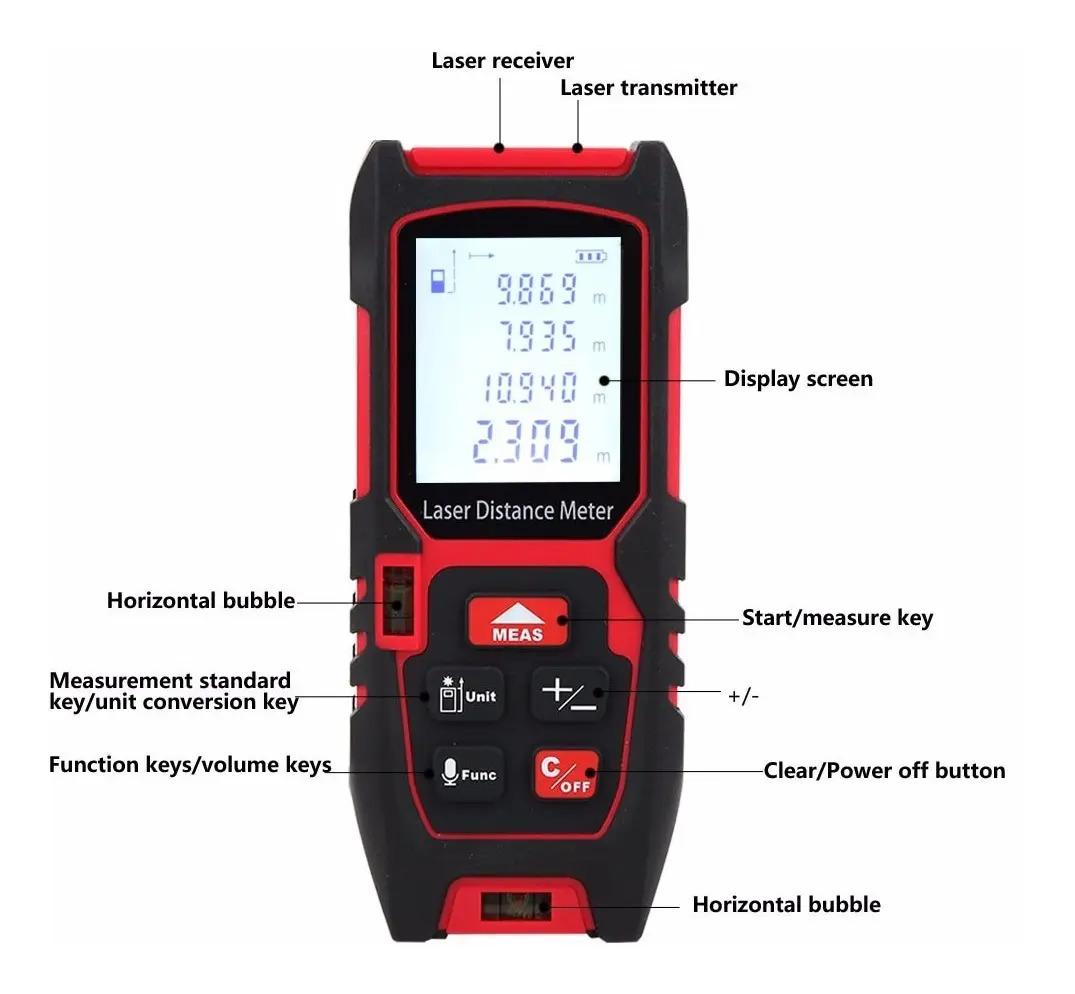 Laser receiver
Laser transmitter
9.869 m
7.935 m
10.940 m
2.309 m
Display screen
Laser Distance Meter
Horizontal bubble
MEAS
Start/measure key
Measurement standard
key/unit conversion key
Unit
+/-
+/-
Function keys/volume keys
Func
C/OFF
Clear/Power off button
Horizontal bubble